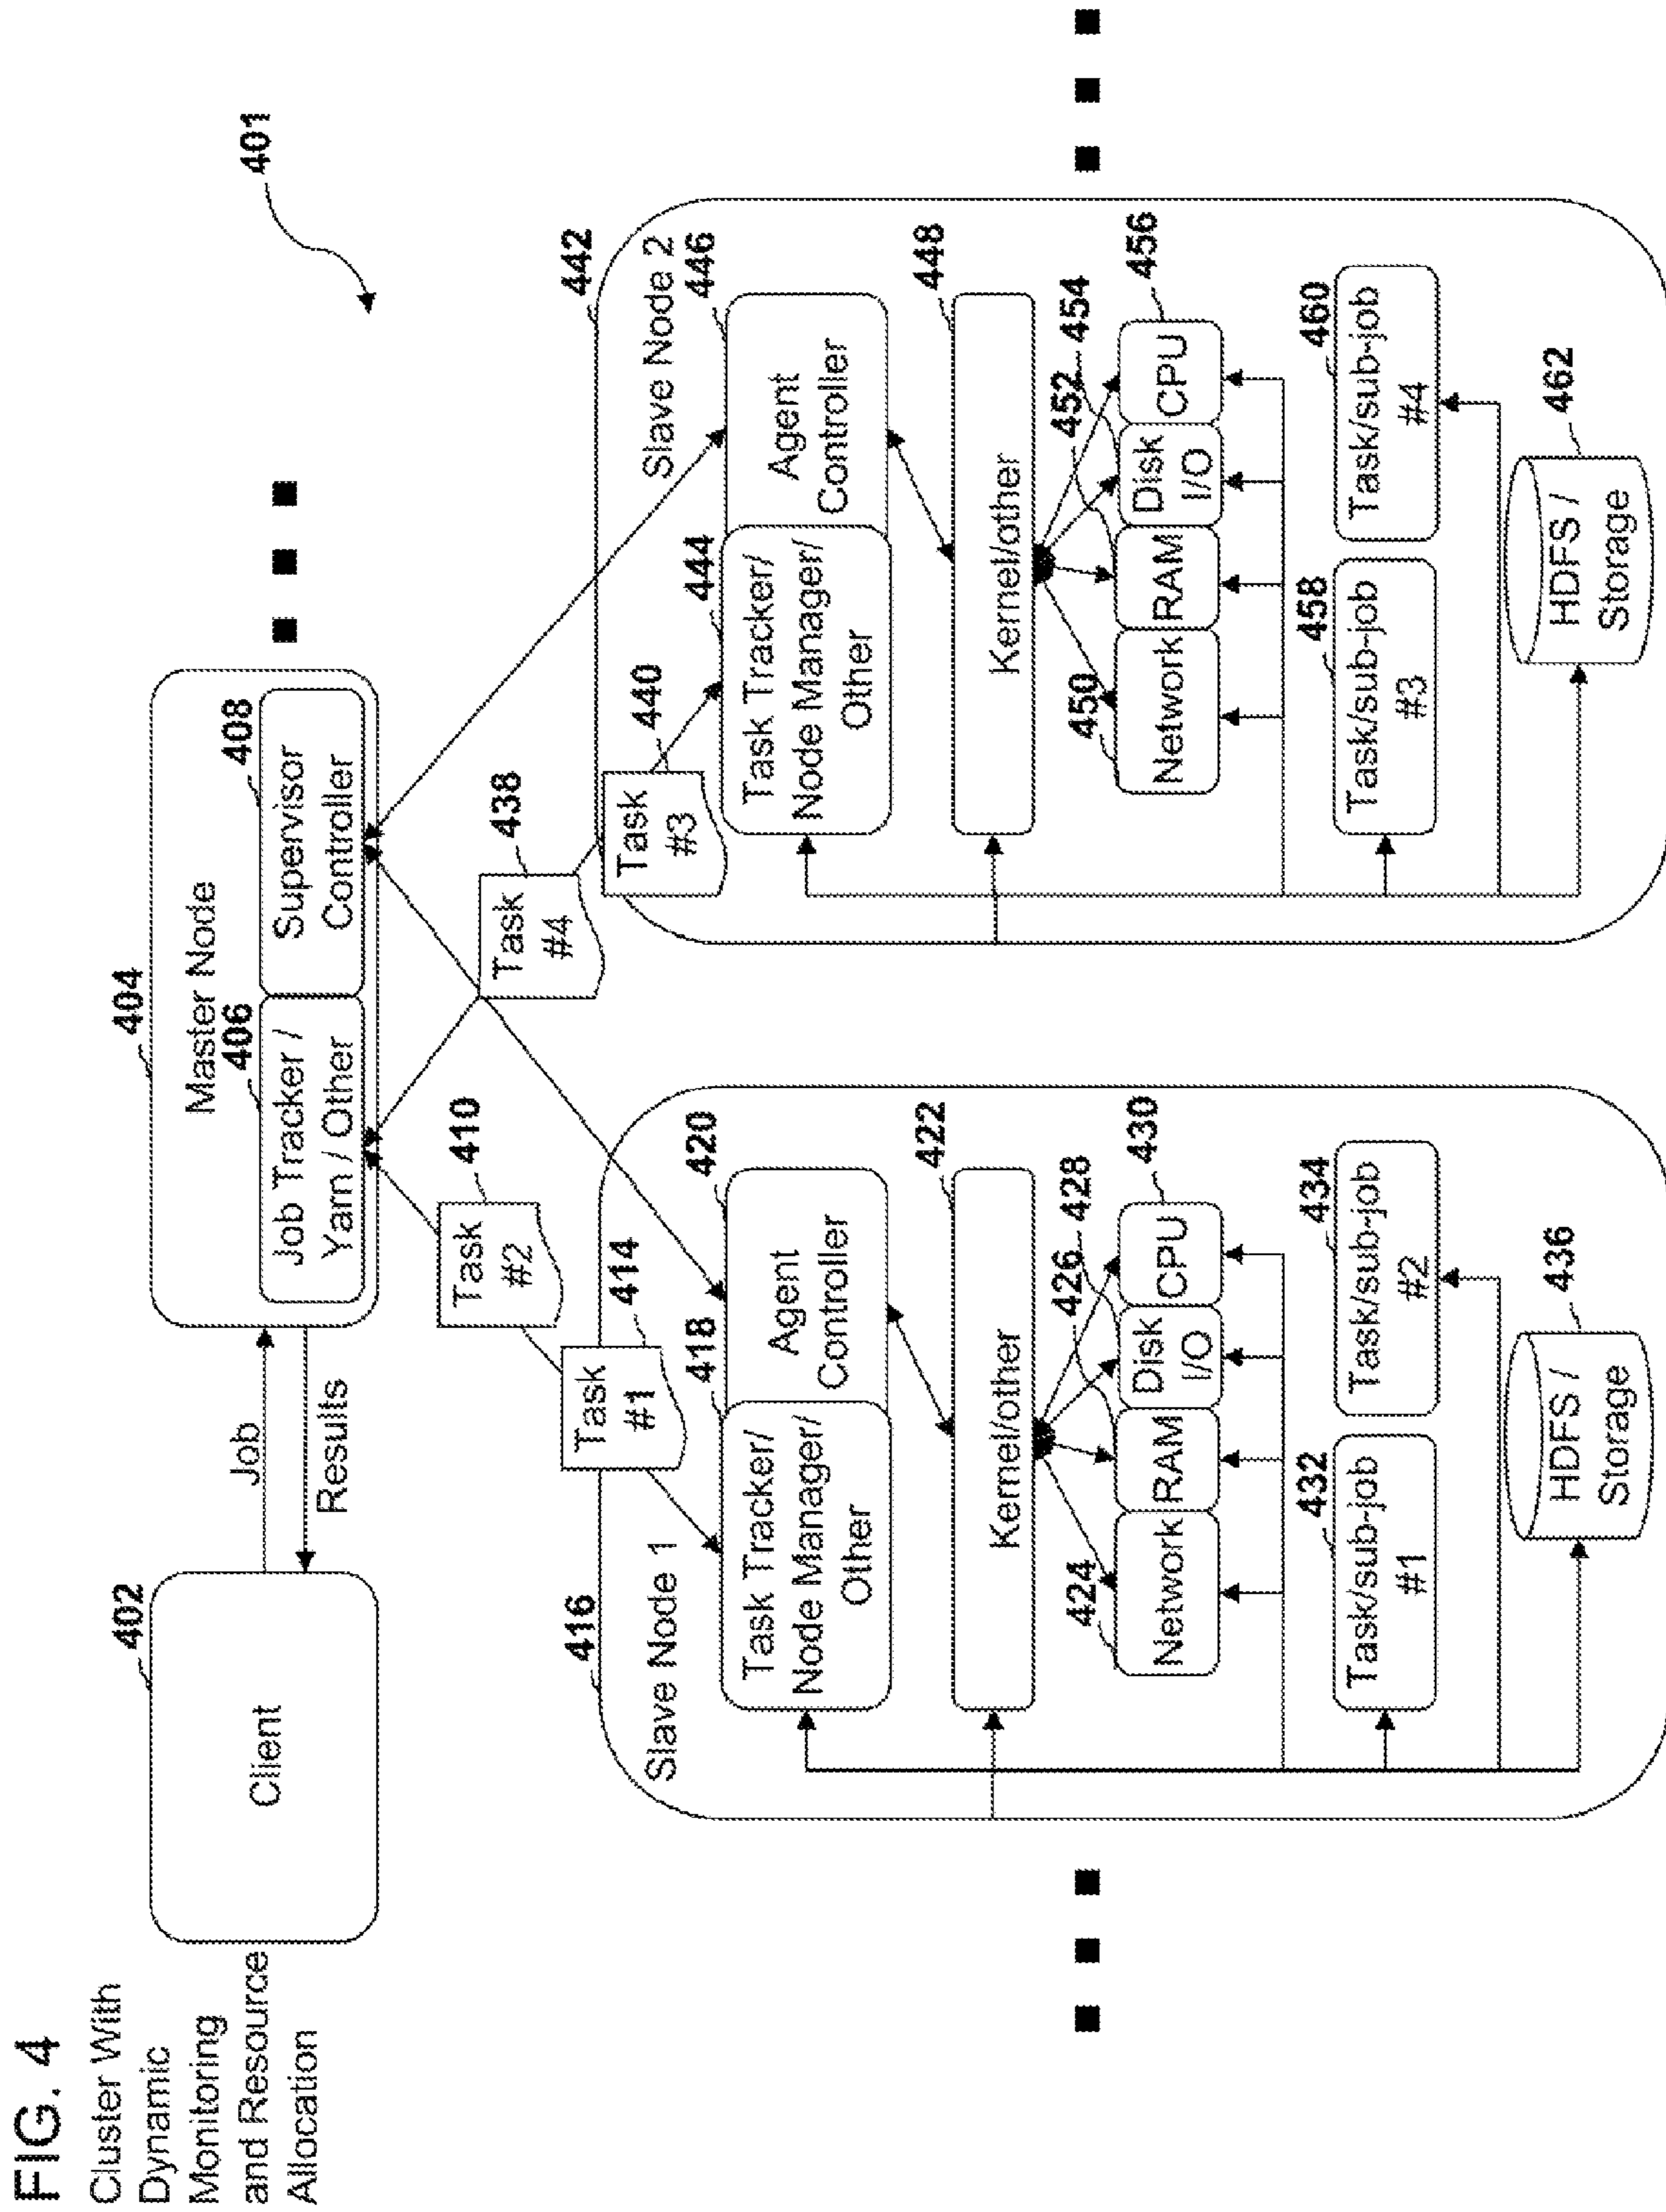 FIG. 4
Cluster With
Dynamic
Monitoring
and Resource
Allocation
402
Client
Job
Results
404
Master Node
406
Job Tracker /
Yarn / Other
408
Supervisor
Controller
401
410
Task
#2
414
Task
#1
438
Task
#4
440
Task
#3
416
Slave Node 1
418
Task Tracker/
Node Manager/
Other
420
Agent
Controller
422
Kernel/other
424
Network
426
RAM
428
Disk
I/O
430
CPU
432
Task/sub-job
#1
434
Task/sub-job
#2
436
HDFS /
Storage
442
Slave Node 2
444
Task Tracker/
Node Manager/
Other
446
Agent
Controller
448
Kernel/other
450
Network
452
RAM
454
Disk
I/O
456
CPU
458
Task/sub-job
#3
460
Task/sub-job
#4
462
HDFS /
Storage